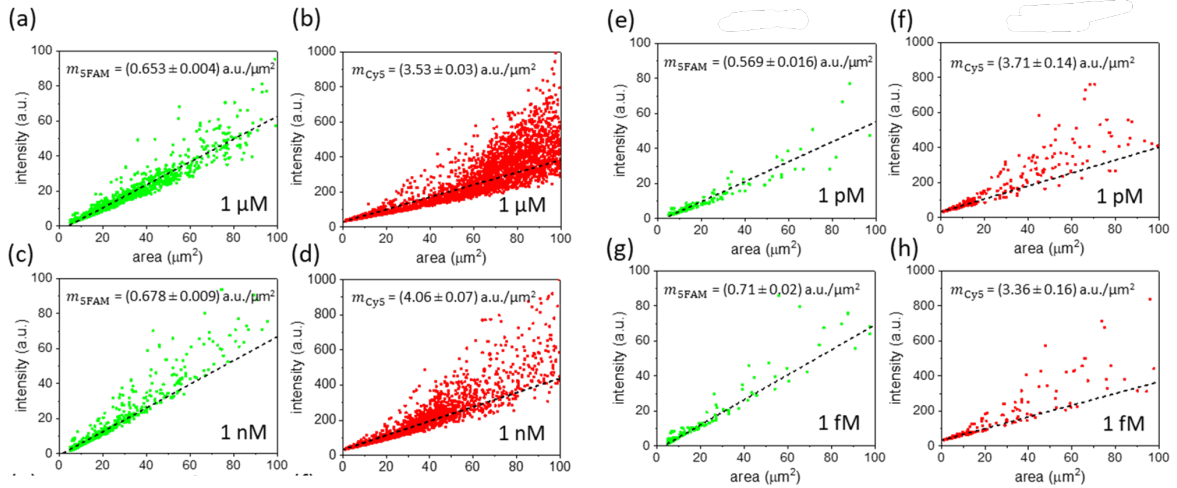 (a)
m5FAM = (0.653 ± 0.004) a.u./μm²
100
80
60
40
20
0
intensity (a.u.)
1 μM
0 20 40 60 80 100
area (μm²)
(b)
mCy5 = (3.53 ± 0.03) a.u./μm²
1000
800
600
400
200
0
intensity (a.u.)
1 μM
0 20 40 60 80 100
area (μm²)
(c)
m5FAM = (0.678 ± 0.009) a.u./μm²
100
80
60
40
20
0
intensity (a.u.)
1 nM
0 20 40 60 80 100
area (μm²)
(d)
mCy5 = (4.06 ± 0.07) a.u./μm²
1000
800
600
400
200
0
intensity (a.u.)
1 nM
0 20 40 60 80 100
area (μm²)
(e)
m5FAM = (0.569 ± 0.016) a.u./μm²
100
80
60
40
20
0
intensity (a.u.)
1 pM
0 20 40 60 80 100
area (μm²)
(f)
mCy5 = (3.71 ± 0.14) a.u./μm²
1000
800
600
400
200
0
intensity (a.u.)
1 pM
0 20 40 60 80 100
area (μm²)
(g)
m5FAM = (0.71 ± 0.02) a.u./μm²
100
80
60
40
20
0
intensity (a.u.)
1 fM
0 20 40 60 80 100
area (μm²)
(h)
mCy5 = (3.36 ± 0.16) a.u./μm²
1000
800
600
400
200
0
intensity (a.u.)
1 fM
0 20 40 60 80 100
area (μm²)